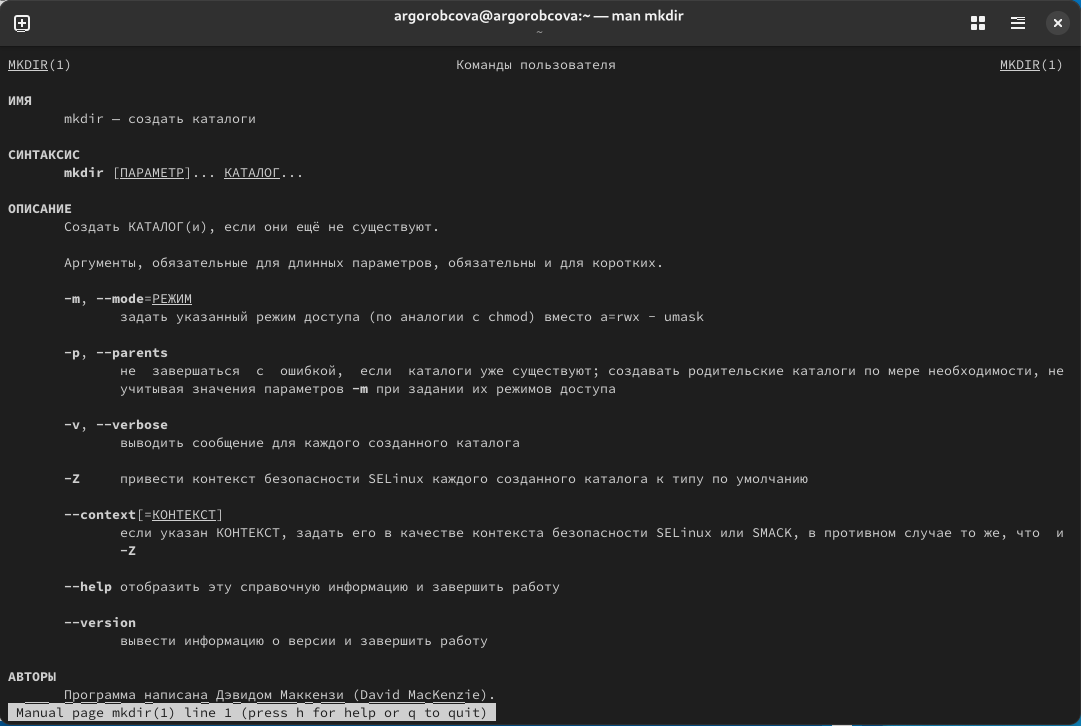 argorobcova@argorobcova:~ — man mkdir
~
MKDIR(1) Команды пользователя MKDIR(1)
ИМЯ
mkdir — создать каталоги
СИНТАКСИС
mkdir [ПАРАМЕТР]... КАТАЛОГ...
ОПИСАНИЕ
Создать КАТАЛОГ(и), если они ещё не существуют.
Аргументы, обязательные для длинных параметров, обязательны и для коротких.
-m, --mode=РЕЖИМ
задать указанный режим доступа (по аналогии с chmod) вместо a=rwx - umask
-p, --parents
не завершаться с ошибкой, если каталоги уже существуют; создавать родительские каталоги по мере необходимости, не
учитывая значения параметров -m при задании их режимов доступа
-v, --verbose
выводить сообщение для каждого созданного каталога
-Z привести контекст безопасности SELinux каждого созданного каталога к типу по умолчанию
--context[=КОНТЕКСТ]
если указан КОНТЕКСТ, задать его в качестве контекста безопасности SELinux или SMACK, в противном случае то же, что и
-Z
--help отобразить эту справочную информацию и завершить работу
--version
вывести информацию о версии и завершить работу
АВТОРЫ
Программа написана Дэвидом Маккензи (David MacKenzie).
Manual page mkdir(1) line 1 (press h for help or q to quit)